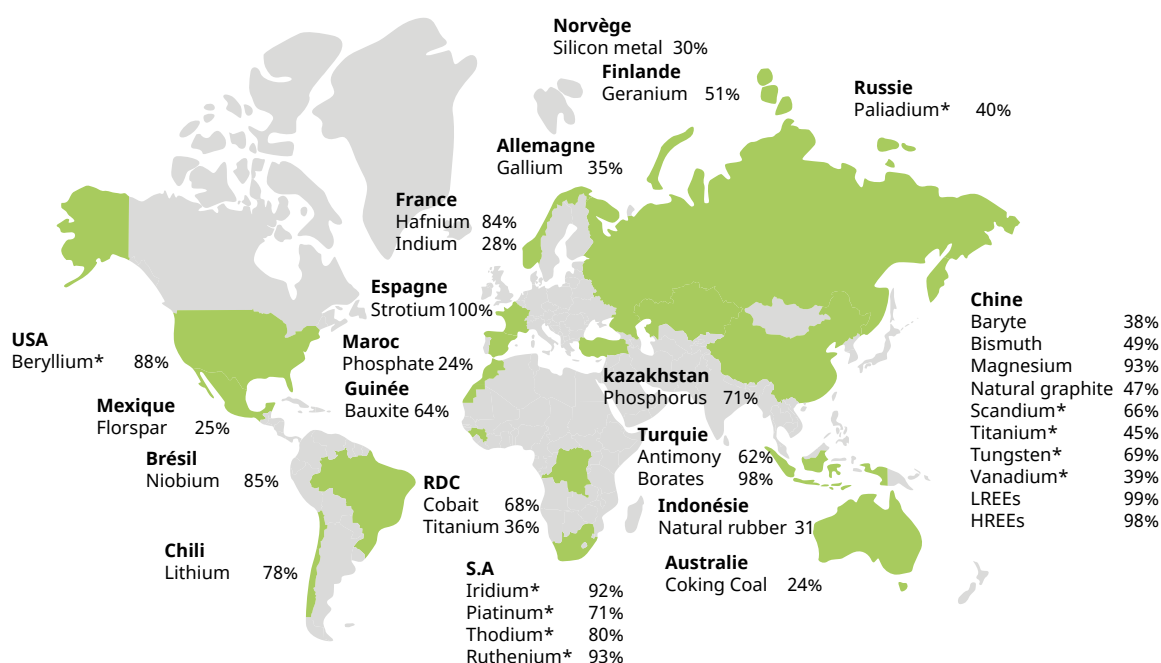 Norvège
Silicon metal 30%
Finlande
Geranium 51%
Russie
Paliadium* 40%
Allemagne
Gallium 35%
France
Hafnium 84%
Indium 28%
Espagne
Strotium 100%
USA
Beryllium* 88%
Maroc
Phosphate 24%
Guinée
Bauxite 64%
kazakhstan
Phosphorus 71%
Chine
Baryte 38%
Bismuth 49%
Magnesium 93%
Natural graphite 47%
Scandium* 66%
Titanium* 45%
Tungsten* 69%
Vanadium* 39%
LREEs 99%
HREEs 98%
Mexique
Florspar 25%
Brésil
Niobium 85%
Turquie
Antimony 62%
Borates 98%
RDC
Cobait 68%
Titanium 36%
Indonésie
Natural rubber 31
Chili
Lithium 78%
Australie
Coking Coal 24%
S.A
Iridium* 92%
Piatinum* 71%
Thodium* 80%
Ruthenium* 93%